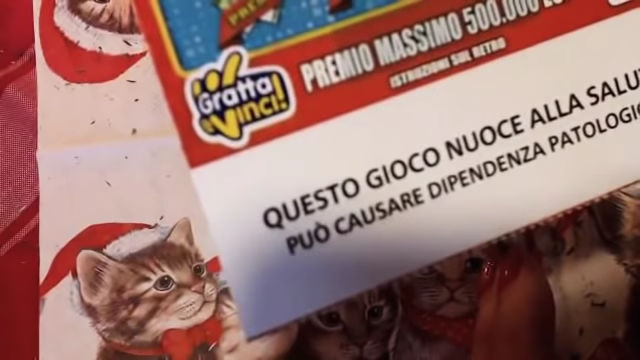 PREMIO MASSIMO 500.000
ISTRUZIONI SUL RETRO
Gratta
e Vinci!
QUESTO GIOCO NUOCE ALLA
PUÒ CAUSARE DIPENDENZA